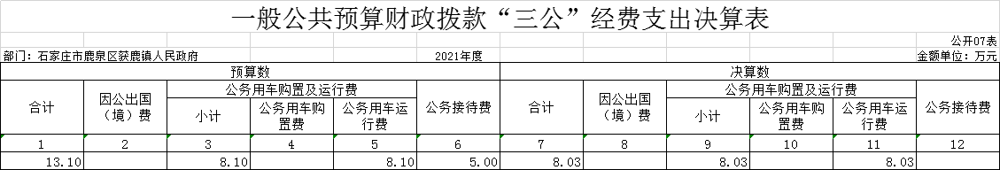 一般公共预算财政拨款“三公”经费支出决算表
公开07表
部门：石家庄市鹿泉区获鹿镇人民政府 2021年度 金额单位：万元
预算数 决算数
合计 因公出国（境）费 公务用车购置及运行费 公务接待费 合计 因公出国（境）费 公务用车购置及运行费 公务接待费
小计 公务用车购置费 公务用车运行费 小计 公务用车购置费 公务用车运行费
1 2 3 4 5 6 7 8 9 10 11 12
13.10 8.10 8.10 5.00 8.03 8.03 8.03